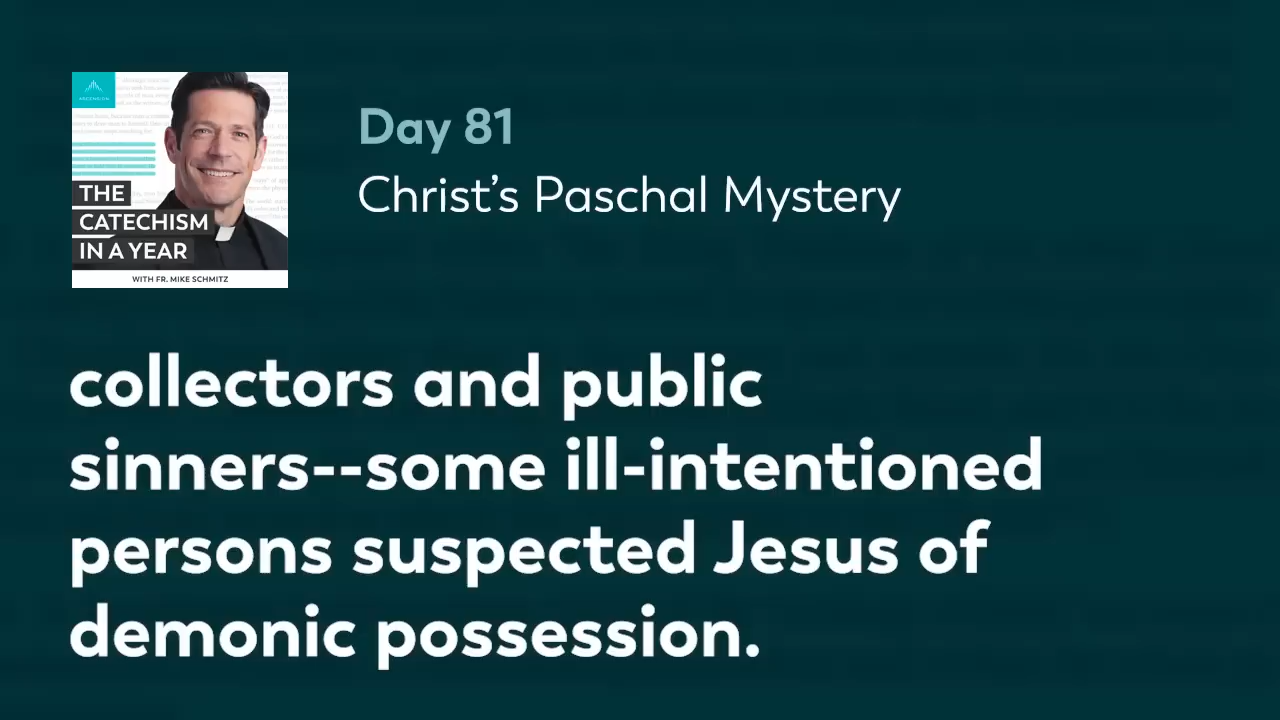 ASCENSION
THE
CATECHISM
IN A YEAR
WITH FR. MIKE SCHMITZ
Day 81
Christ’s Paschal Mystery
collectors and public
sinners--some ill-intentioned
persons suspected Jesus of
demonic possession.